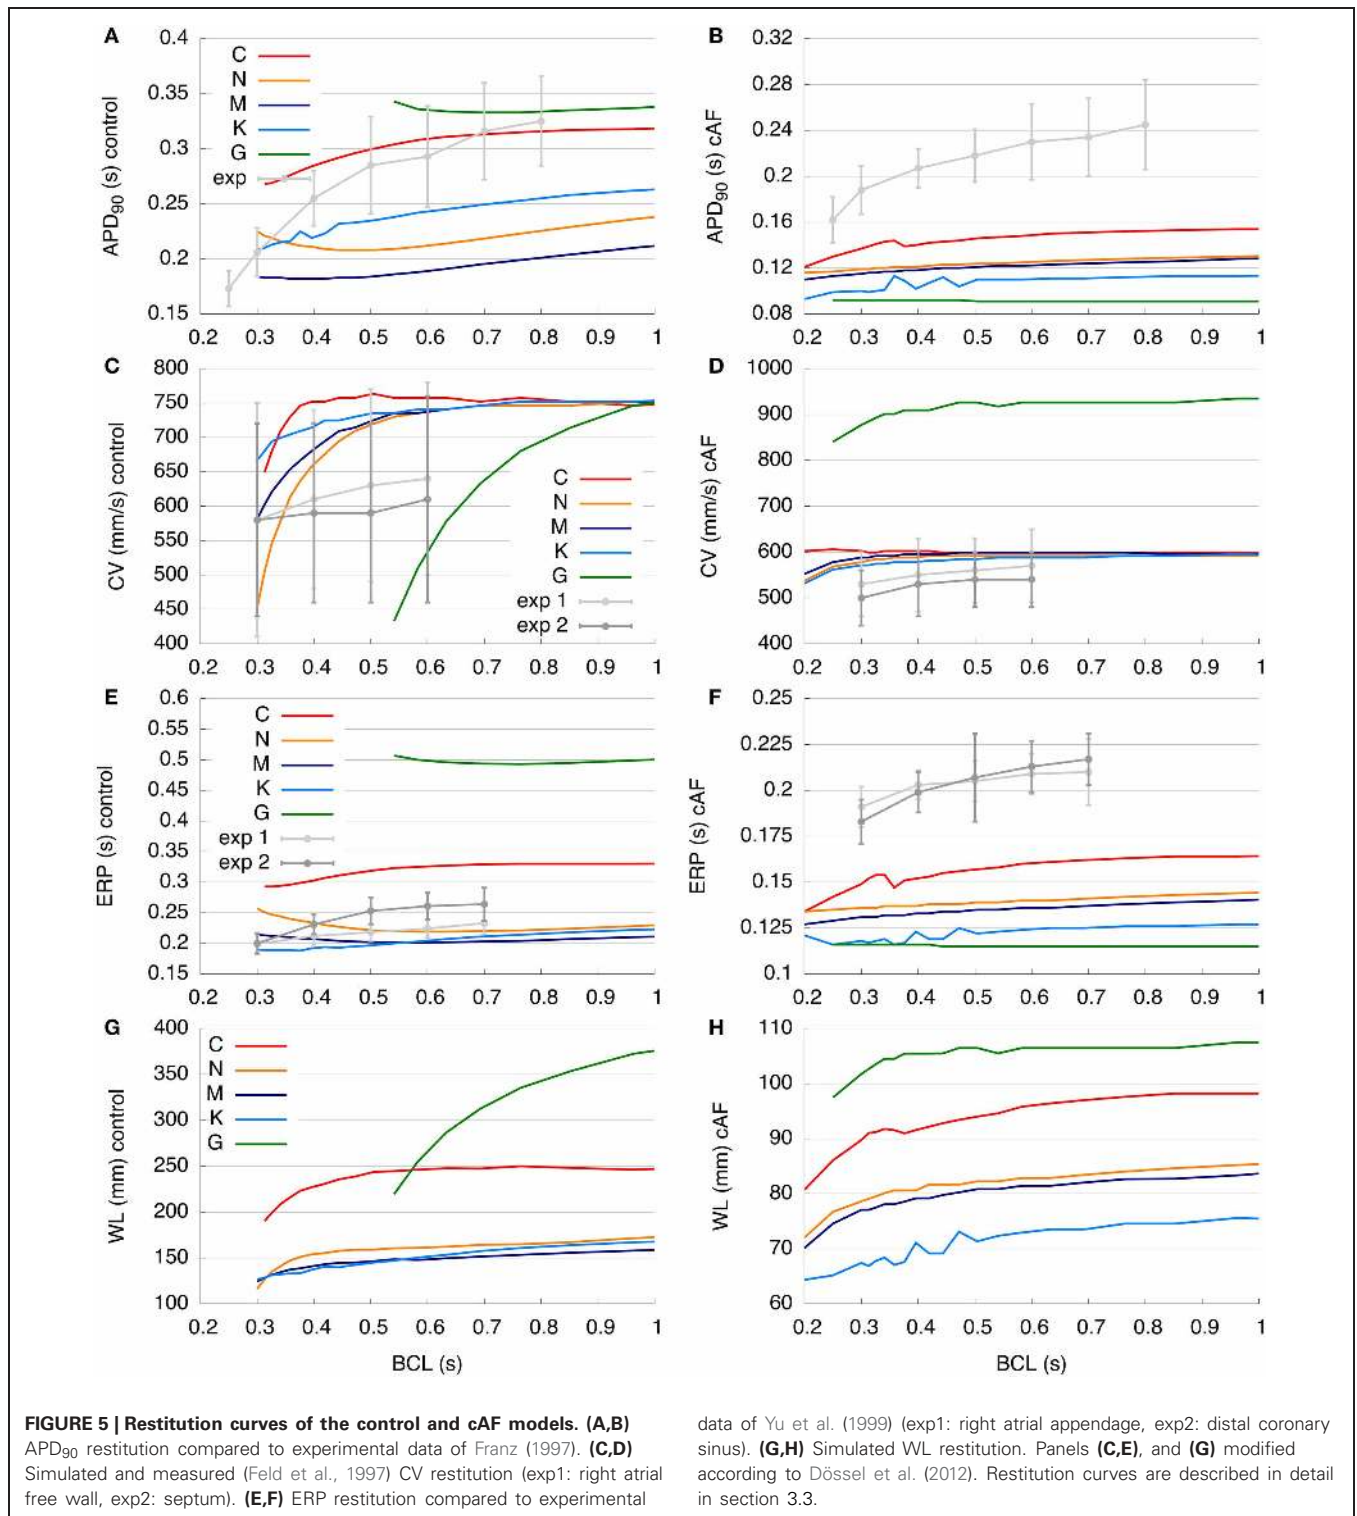 A
APD90 (s) control
0.4
0.35
0.3
0.25
0.2
0.15
C
N
M
K
G
exp
0.2 0.3 0.4 0.5 0.6 0.7 0.8 0.9 1
B
APD90 (s) cAF
0.32
0.28
0.24
0.2
0.16
0.12
0.08
0.2 0.3 0.4 0.5 0.6 0.7 0.8 0.9 1
C
CV (mm/s) control
800
750
700
650
600
550
500
450
400
C
N
M
K
G
exp 1
exp 2
0.2 0.3 0.4 0.5 0.6 0.7 0.8 0.9 1
D
CV (mm/s) cAF
1000
900
800
700
600
500
400
0.2 0.3 0.4 0.5 0.6 0.7 0.8 0.9 1
E
ERP (s) control
0.6
0.55
0.5
0.45
0.4
0.35
0.3
0.25
0.2
0.15
C
N
M
K
G
exp 1
exp 2
0.2 0.3 0.4 0.5 0.6 0.7 0.8 0.9 1
F
ERP (s) cAF
0.25
0.225
0.2
0.175
0.15
0.125
0.1
0.2 0.3 0.4 0.5 0.6 0.7 0.8 0.9 1
G
WL (mm) control
400
350
300
250
200
150
100
C
N
M
K
G
0.2 0.3 0.4 0.5 0.6 0.7 0.8 0.9 1
BCL (s)
H
WL (mm) cAF
110
100
90
80
70
60
0.2 0.3 0.4 0.5 0.6 0.7 0.8 0.9 1
BCL (s)
FIGURE 5 | Restitution curves of the control and cAF models. (A,B)
APD90 restitution compared to experimental data of Franz (1997). (C,D)
Simulated and measured (Feld et al., 1997) CV restitution (exp1: right atrial
free wall, exp2: septum). (E,F) ERP restitution compared to experimental
data of Yu et al. (1999) (exp1: right atrial appendage, exp2: distal coronary
sinus). (G,H) Simulated WL restitution. Panels (C,E), and (G) modified
according to Dössel et al. (2012). Restitution curves are described in detail
in section 3.3.